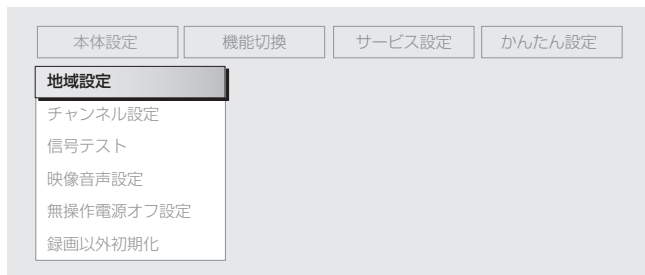 本体設定 機能切換 サービス設定 かんたん設定
地域設定
チャンネル設定
信号テスト
映像音声設定
無操作電源オフ設定
録画以外初期化